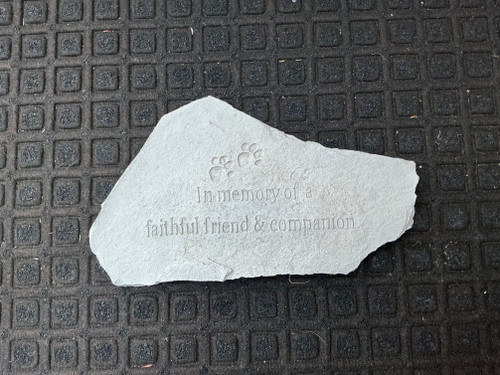 In memory of a
faithful friend & companion.